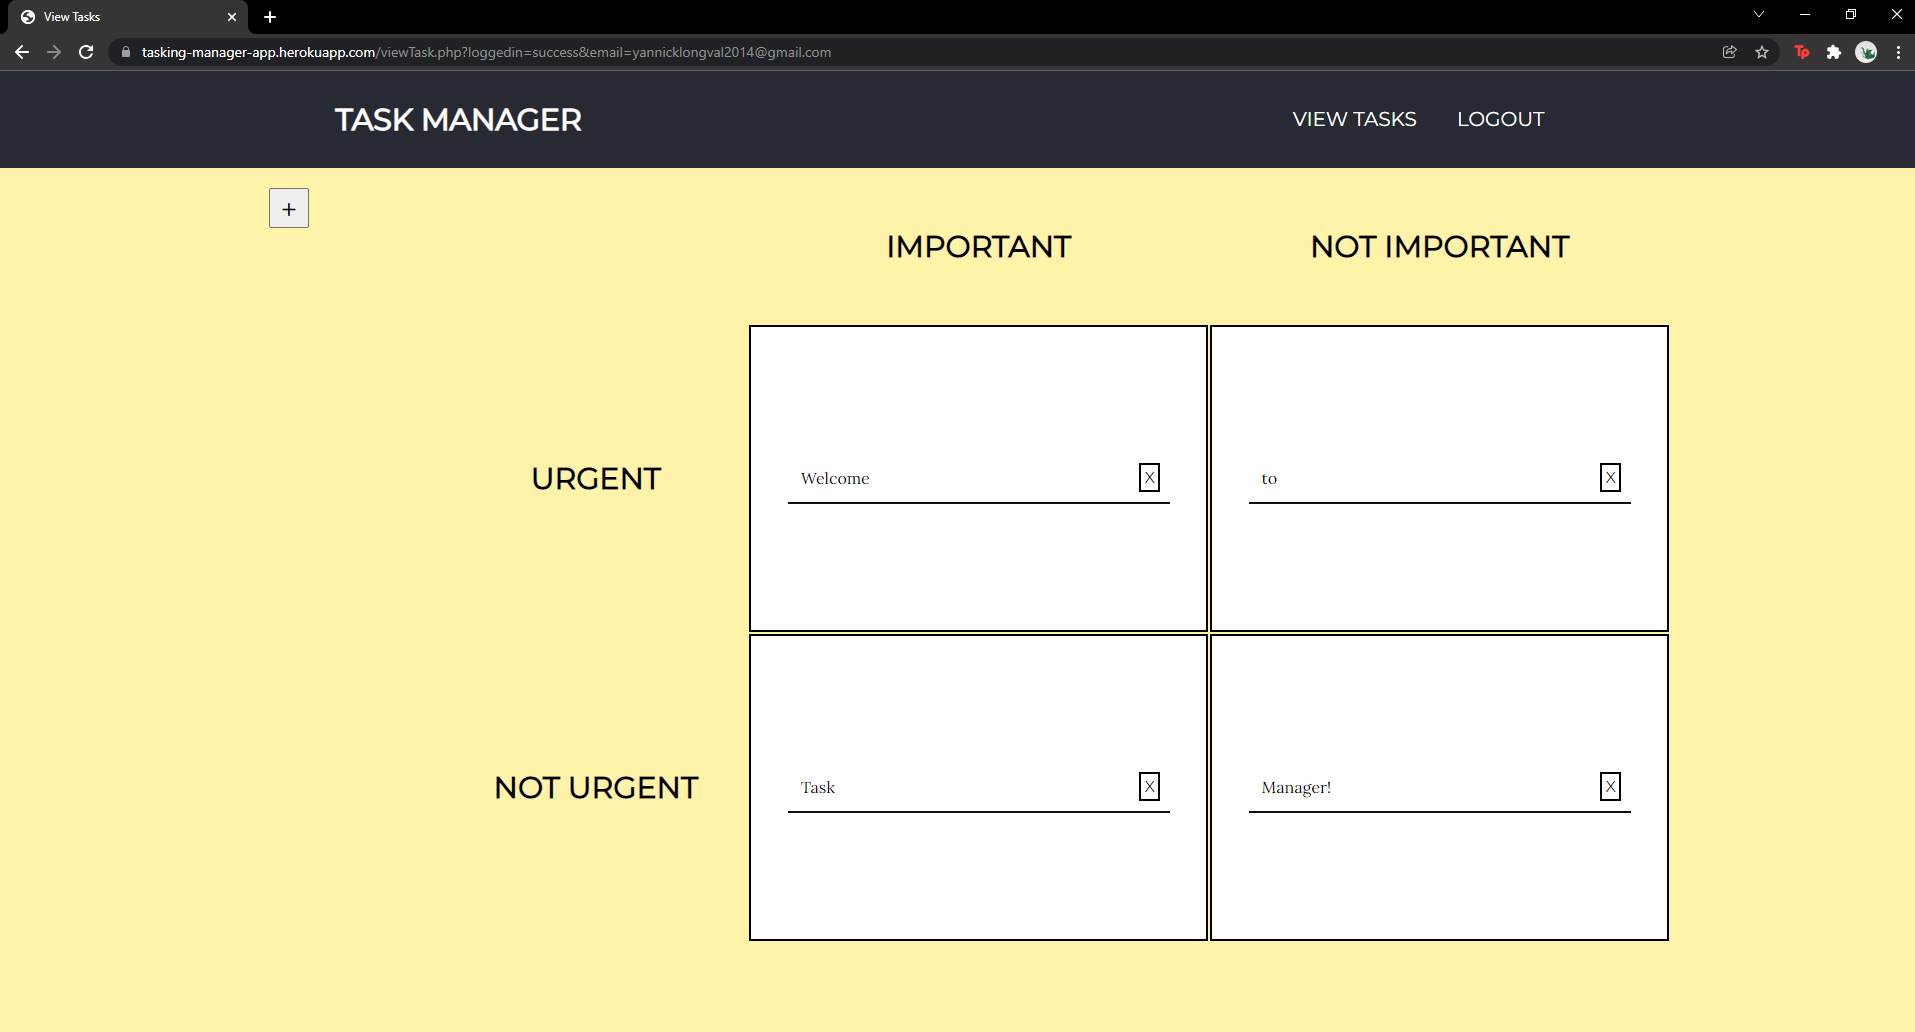 View Tasks
tasking-manager-app.herokuapp.com/viewTask.php?loggedin=success&email=yannicklongval2014@gmail.com
Tp
TASK MANAGER
VIEW TASKS LOGOUT
+
IMPORTANT NOT IMPORTANT
URGENT
Welcome X
to X
NOT URGENT
Task X
Manager! X